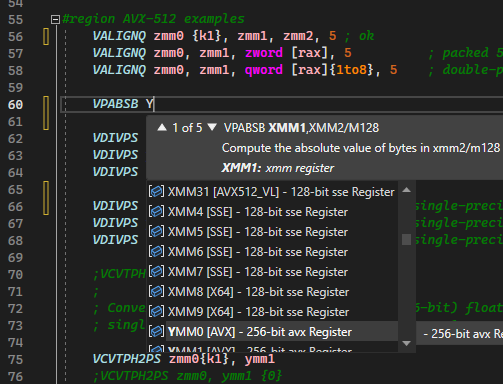 54
55 #region AVX-512 examples
56 VALIGNQ zmm0 {k1}, zmm1, zmm2, 5 ; ok
57 VALIGNQ zmm0, zmm1, zword [rax], 5 ; packed 5
58 VALIGNQ zmm0, zmm1, qword [rax]{1to8}, 5 ; double-p
59
60 VPABSB Y
61 ▲ 1 of 5 ▼ VPABSB XMM1,XMM2/M128
62 VDIVPS Compute the absolute value of bytes in xmm2/m128
63 VDIVPS XMM1: xmm register
64 VDIVPS
65 XMM31 [AVX512_VL] - 128-bit sse Register
66 VDIVPS XMM4 [SSE] - 128-bit sse Register single-preci
67 VDIVPS XMM5 [SSE] - 128-bit sse Register single-preci
68 VDIVPS XMM6 [SSE] - 128-bit sse Register single-preci
69 XMM7 [SSE] - 128-bit sse Register
70 ;VCVTPH XMM8 [X64] - 128-bit sse Register
71 ; XMM9 [X64] - 128-bit sse Register
72 ; Conve YMM0 [AVX] - 256-bit avx Register -bit) float
73 ; singl YMM1 [AVX] - 256-bit avx Register - 256-bit avx Regis
74
75 VCVTPH2PS zmm0{k1}, ymm1
76 ;VCVTPH2PS zmm0, ymm1 {0}